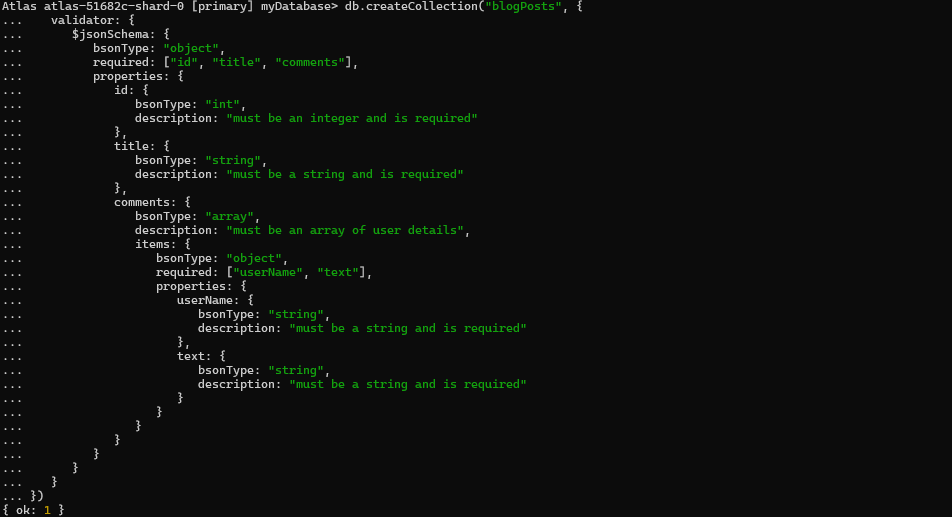 Atlas atlas-51682c-shard-0 [primary] myDatabase> db.createCollection("blogPosts", {
...    validator: {
...       $jsonSchema: {
...          bsonType: "object",
...          required: ["id", "title", "comments"],
...          properties: {
...             id: {
...                bsonType: "int",
...                description: "must be an integer and is required"
...             },
...             title: {
...                bsonType: "string",
...                description: "must be a string and is required"
...             },
...             comments: {
...                bsonType: "array",
...                description: "must be an array of user details",
...                items: {
...                   bsonType: "object",
...                   required: ["userName", "text"],
...                   properties: {
...                      userName: {
...                         bsonType: "string",
...                         description: "must be a string and is required"
...                      },
...                      text: {
...                         bsonType: "string",
...                         description: "must be a string and is required"
...                      }
...                   }
...                }
...             }
...          }
...       }
...    }
... })
{ ok: 1 }